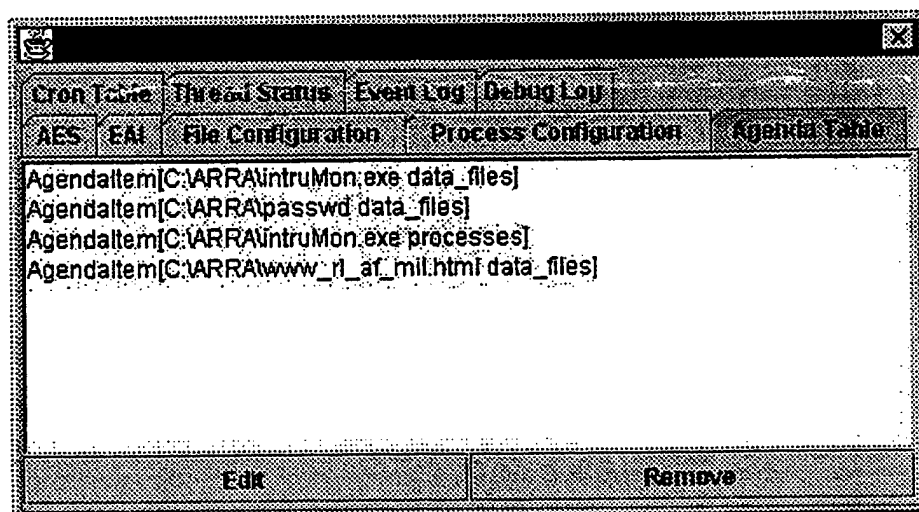 Cron Table Thread Status Event Log Debug Log
AES EAI File Configuration Process Configuration Agenda Table
AgendaItem[C:\ARRA\intruMon.exe data_files]
AgendaItem[C:\ARRA\passwd data_files]
AgendaItem[C:\ARRA\intruMon.exe processes]
AgendaItem[C:\ARRA\www_rl_af_mil.html data_files]
Edit Remove